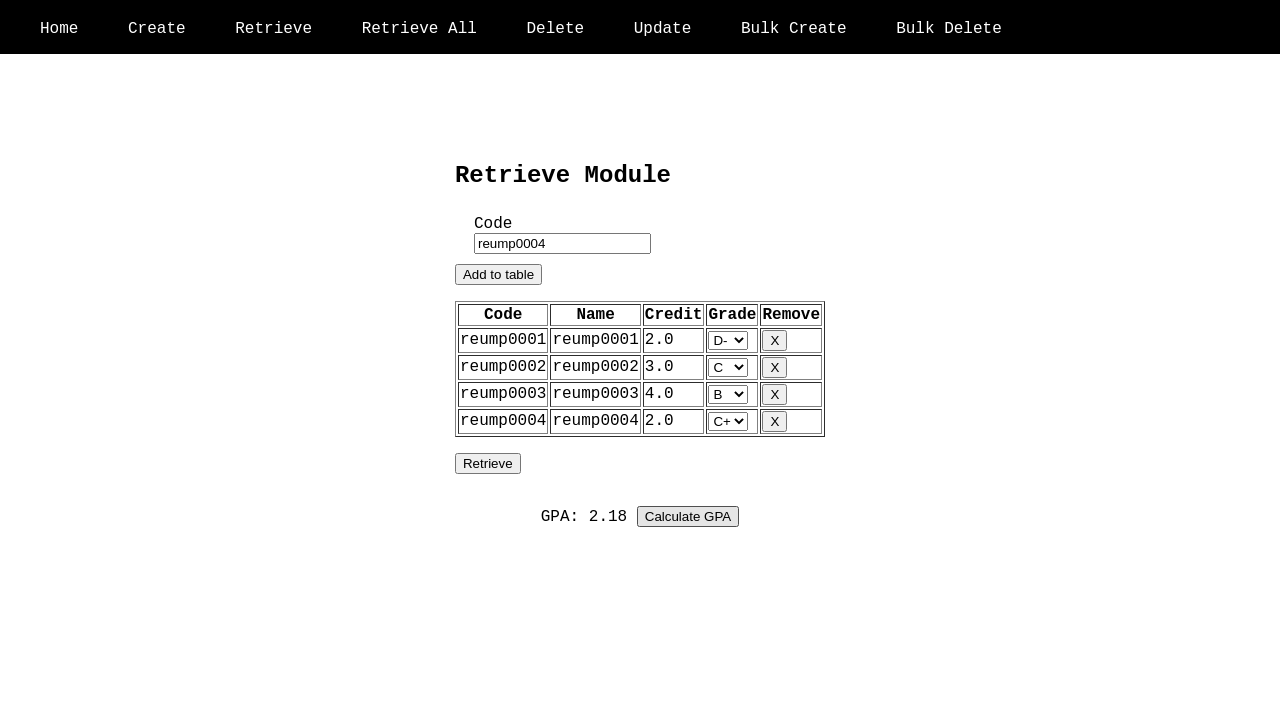 Home Create Retrieve Retrieve All Delete Update Bulk Create Bulk Delete
Retrieve Module
Code
reump0004
Add to table
Code Name Credit Grade Remove
reump0001 reump0001 2.0 D- X
reump0002 reump0002 3.0 C X
reump0003 reump0003 4.0 B X
reump0004 reump0004 2.0 C+ X
Retrieve
GPA: 2.18 Calculate GPA